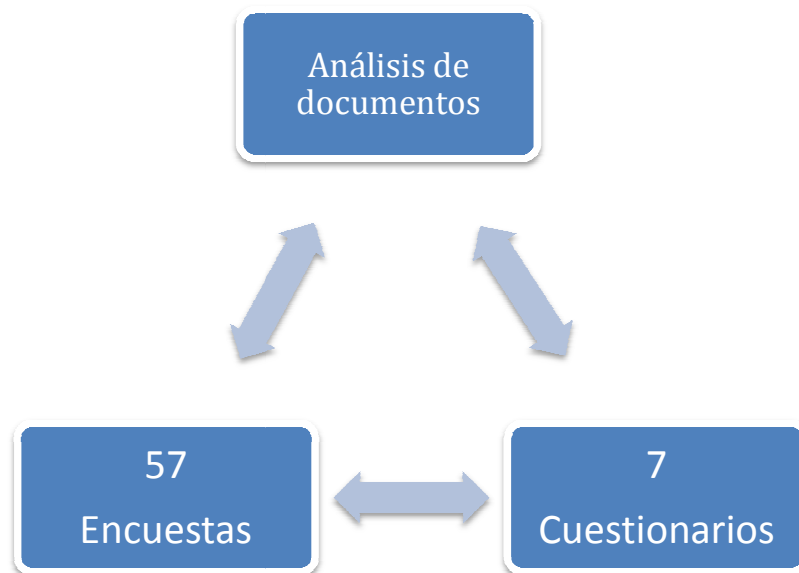 Análisis de
documentos
57
Encuestas
7
Cuestionarios